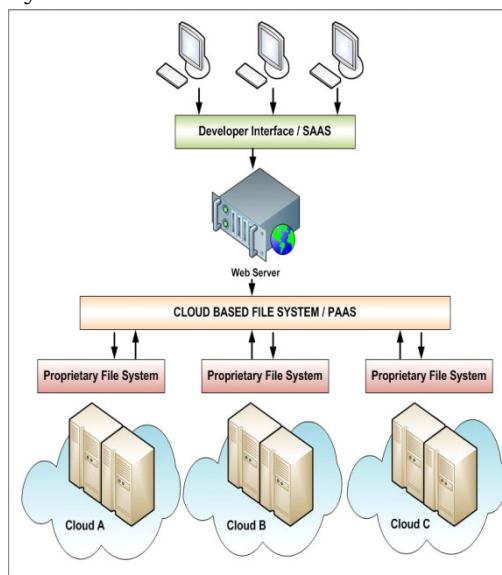 Developer Interface / SAAS
Web Server
CLOUD BASED FILE SYSTEM / PAAS
Proprietary File System
Proprietary File System
Proprietary File System
Cloud A
Cloud B
Cloud C